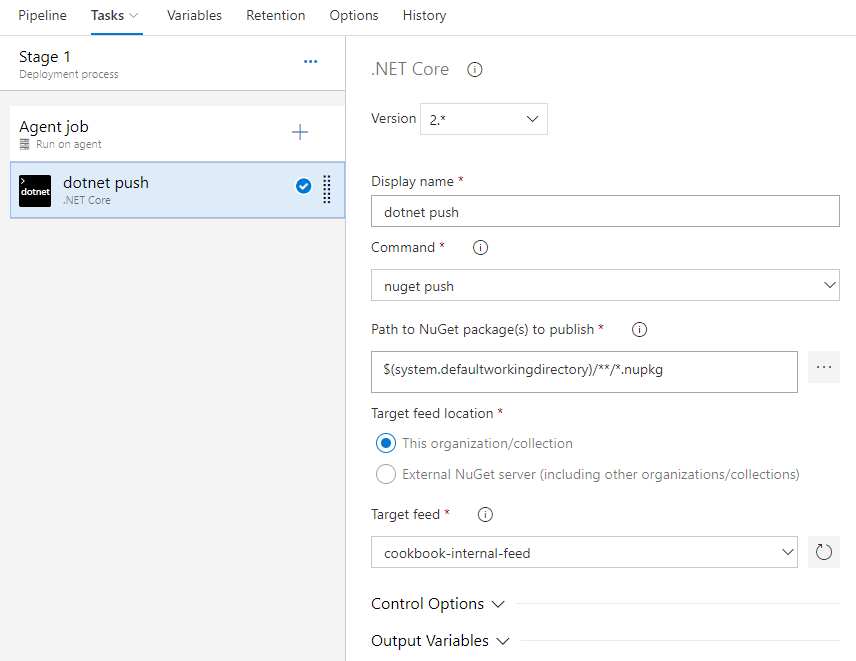 Pipeline Tasks Variables Retention Options History
Stage 1
Deployment process
Agent job
Run on agent
dotnet
dotnet push
.NET Core
.NET Core
Version 2.*
Display name *
dotnet push
Command *
nuget push
Path to NuGet package(s) to publish *
$(system.defaultworkingdirectory)/**/*.nupkg
Target feed location *
This organization/collection
External NuGet server (including other organizations/collections)
Target feed *
cookbook-internal-feed
Control Options
Output Variables